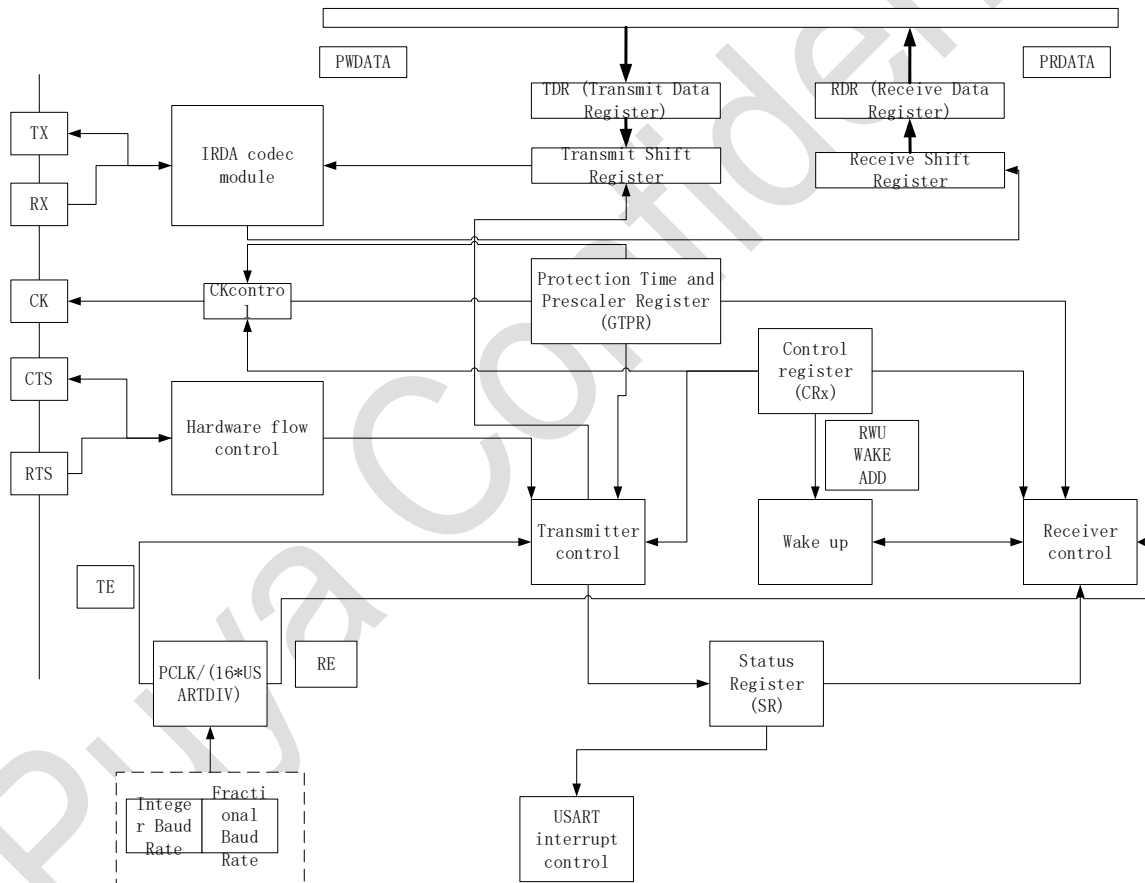 PWDATA
PRDATA
TDR (Transmit Data
Register)
RDR (Receive Data
Register)
TX
IRDA codec
module
Transmit Shift
Register
Receive Shift
Register
RX
CK
CKcontro
l
Protection Time and
Prescaler Register
(GTPR)
CTS
Control
register
(CRx)
Hardware flow
control
RTS
RWU
WAKE
ADD
Transmitter
control
Wake up
Receiver
control
TE
PCLK/(16*US
ARTDIV)
RE
Status
Register
(SR)
Intege
r Baud
Rate
Fracti
onal
Baud
Rate
USART
interrupt
control
Puya Confiden